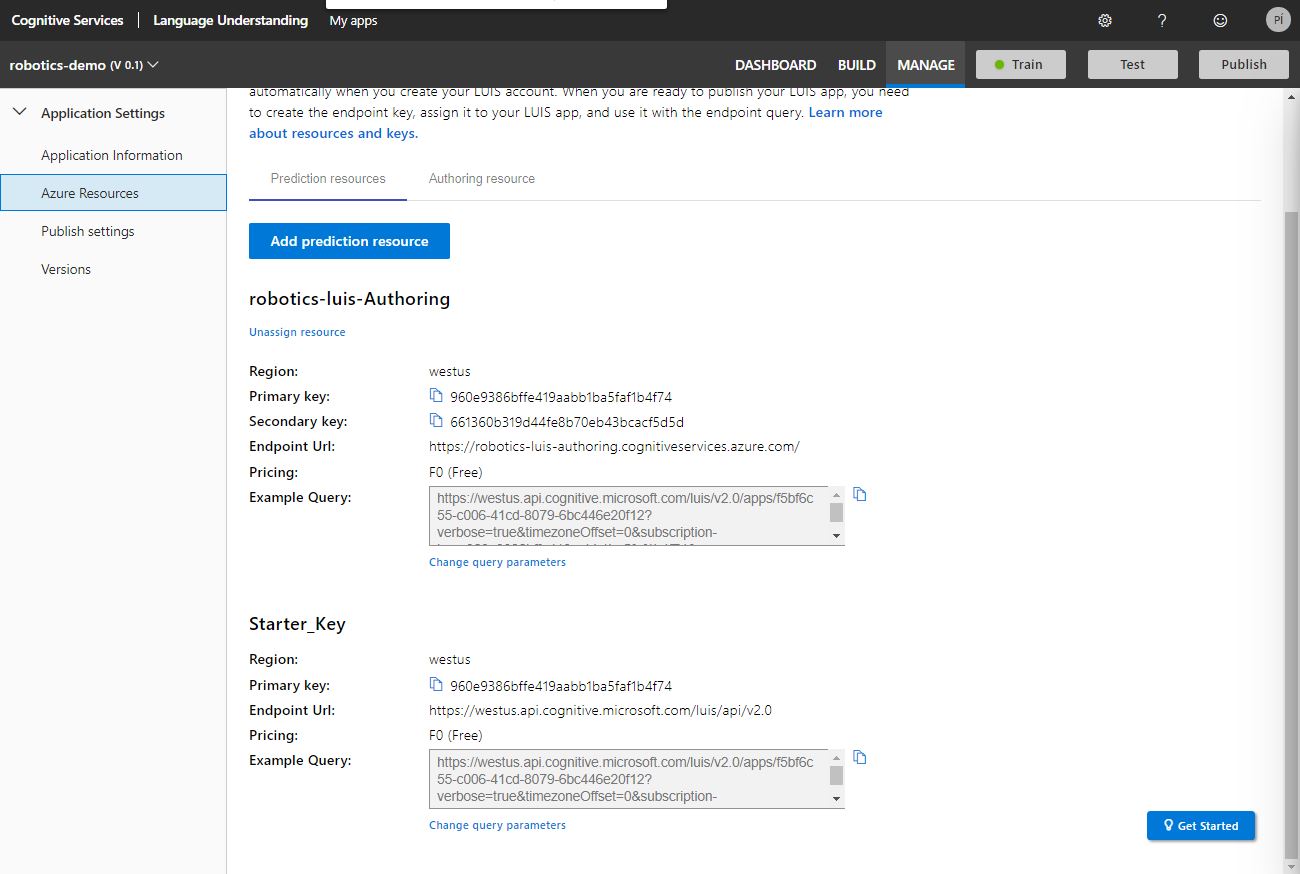 Cognitive Services
Language Understanding
My apps
?
PÍ
robotics-demo (V 0.1)
DASHBOARD
BUILD
MANAGE
Train
Test
Publish
Application Settings
Application Information
Azure Resources
Publish settings
Versions
automatically when you create your LUIS account. When you are ready to publish your LUIS app, you need
to create the endpoint key, assign it to your LUIS app, and use it with the endpoint query. Learn more
about resources and keys.
Prediction resources
Authoring resource
Add prediction resource
robotics-luis-Authoring
Unassign resource
Region: westus
Primary key: 960e9386bffe419aabb1ba5faf1b4f74
Secondary key: 661360b319d44fe8b70eb43bcacf5d5d
Endpoint Url: https://robotics-luis-authoring.cognitiveservices.azure.com/
Pricing: F0 (Free)
Example Query: https://westus.api.cognitive.microsoft.com/luis/v2.0/apps/f5bf6c
55-c006-41cd-8079-6bc446e20f12?
verbose=true&timezoneOffset=0&subscription-
Change query parameters
Starter_Key
Region: westus
Primary key: 960e9386bffe419aabb1ba5faf1b4f74
Endpoint Url: https://westus.api.cognitive.microsoft.com/luis/api/v2.0
Pricing: F0 (Free)
Example Query: https://westus.api.cognitive.microsoft.com/luis/v2.0/apps/f5bf6c
55-c006-41cd-8079-6bc446e20f12?
verbose=true&timezoneOffset=0&subscription-
Change query parameters
Get Started